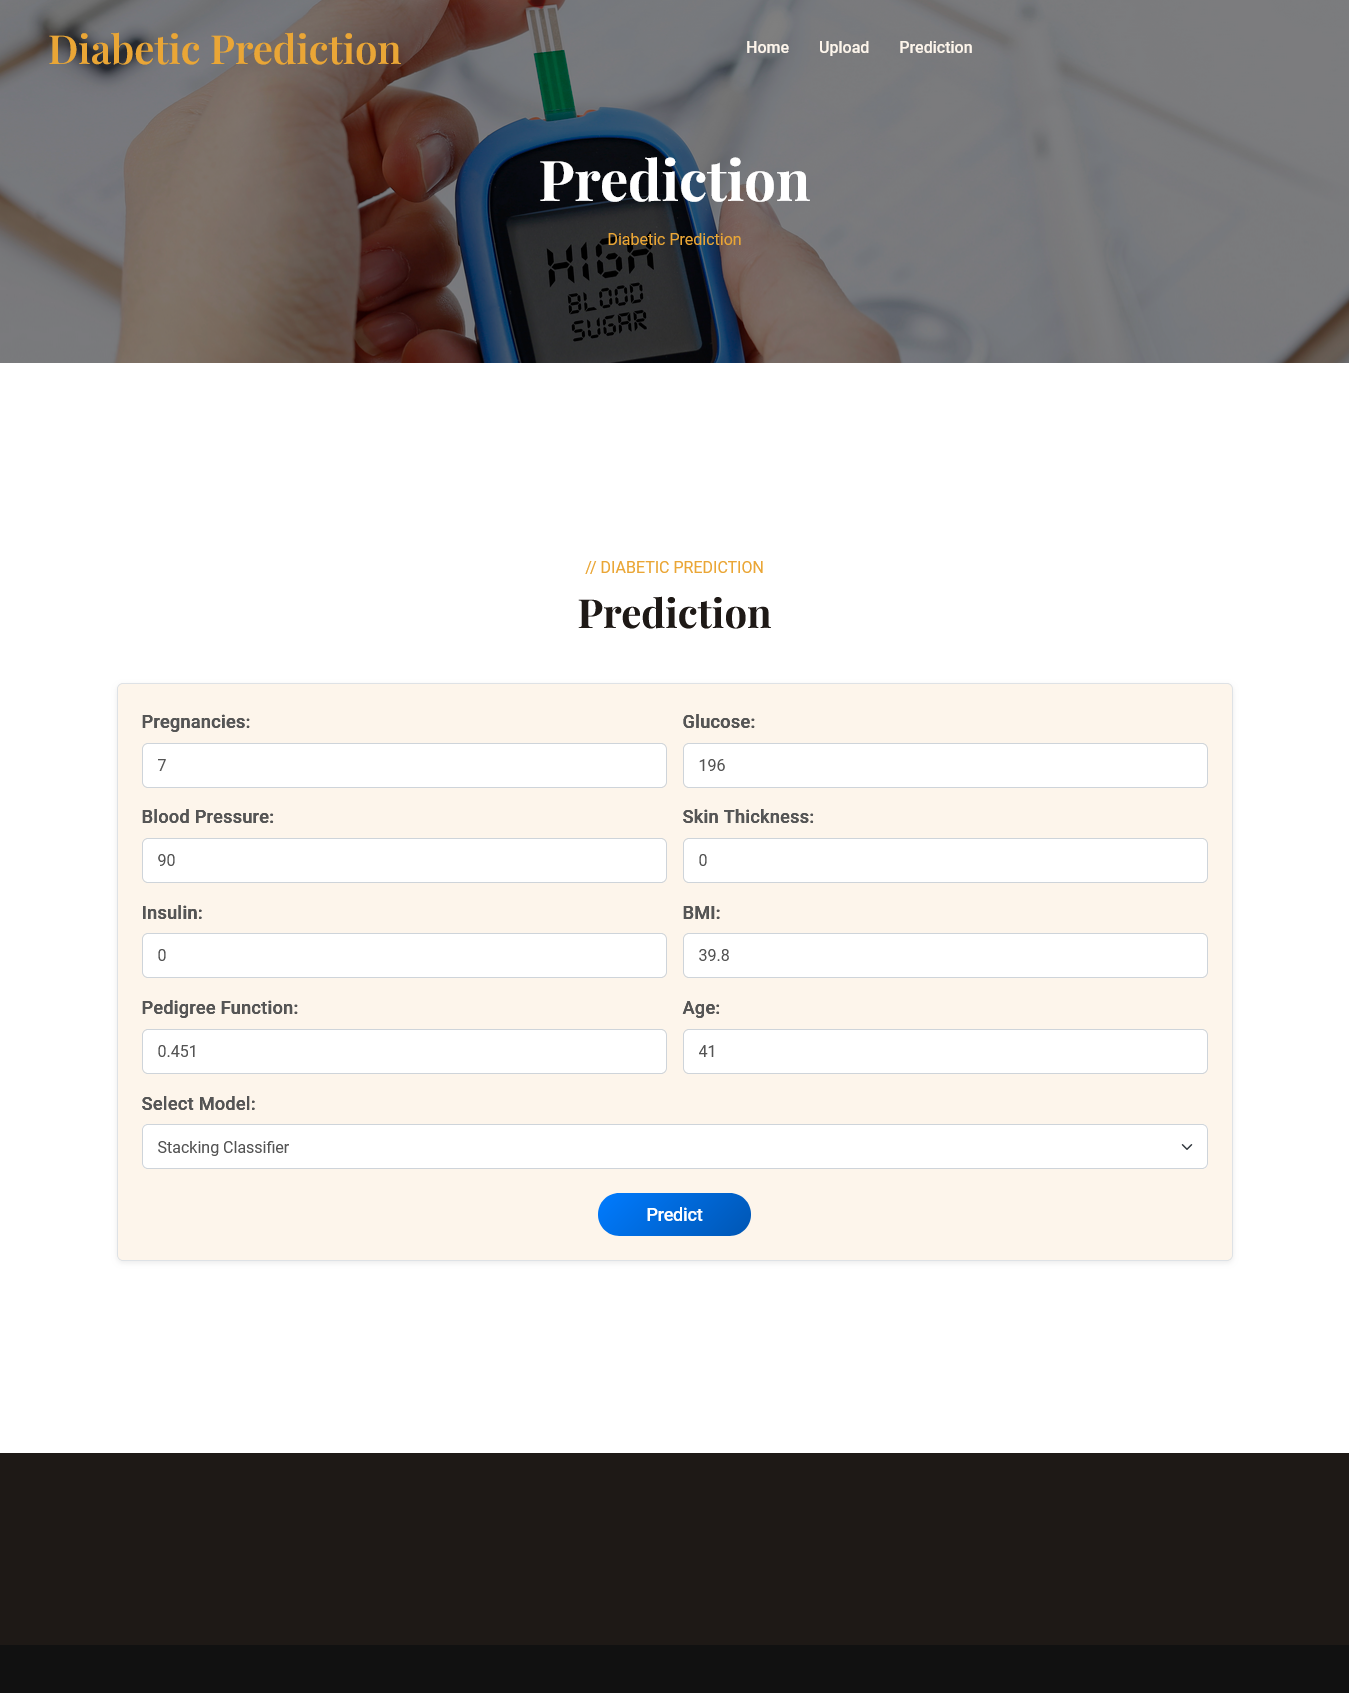 Diabetic Prediction
Home Upload Prediction
Prediction
Diabetic Prediction
HIGH
BLOOD
SUGAR
// DIABETIC PREDICTION
Prediction
Pregnancies: Glucose:
7 196
Blood Pressure: Skin Thickness:
90 0
Insulin: BMI:
0 39.8
Pedigree Function: Age:
0.451 41
Select Model:
Stacking Classifier
Predict